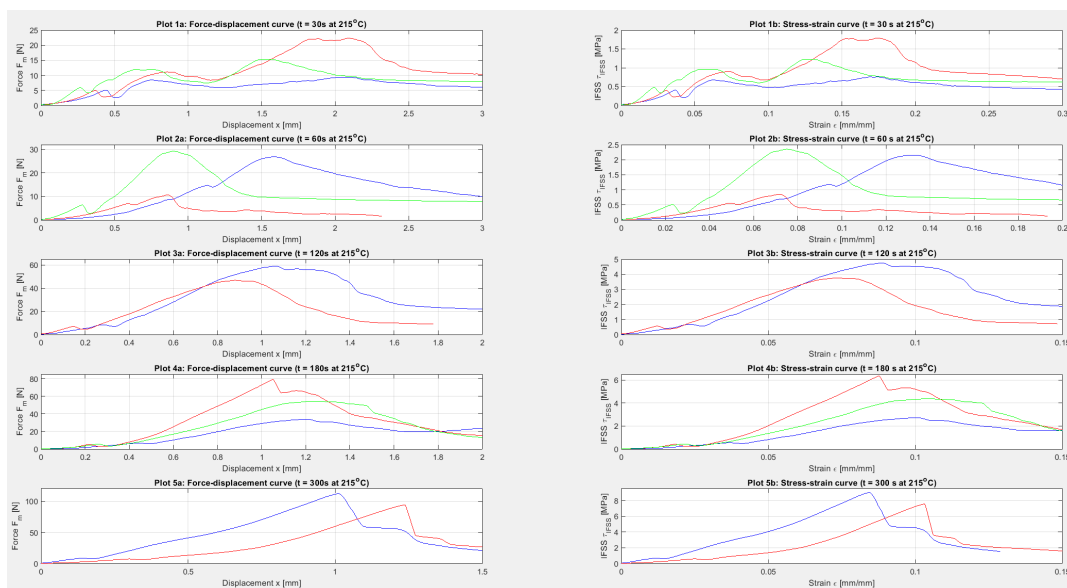 Plot 1a: Force-displacement curve (t = 30s at 215°C)
Force F_m [N]
25
20
15
10
5
0
0 0.5 1 1.5 2 2.5 3
Displacement x [mm]
Plot 1b: Stress-strain curve (t = 30 s at 215°C)
IFSS τ_IFSS [MPa]
2
1.5
1
0.5
0
0 0.05 0.1 0.15 0.2 0.25 0.3
Strain ϵ [mm/mm]
Plot 2a: Force-displacement curve (t = 60s at 215°C)
Force F_m [N]
30
20
10
0
0 0.5 1 1.5 2 2.5 3
Displacement x [mm]
Plot 2b: Stress-strain curve (t = 60 s at 215°C)
IFSS τ_IFSS [MPa]
2.5
2
1.5
1
0.5
0
0 0.02 0.04 0.06 0.08 0.1 0.12 0.14 0.16 0.18 0.2
Strain ϵ [mm/mm]
Plot 3a: Force-displacement curve (t = 120s at 215°C)
Force F_m [N]
60
40
20
0
0 0.2 0.4 0.6 0.8 1 1.2 1.4 1.6 1.8 2
Displacement x [mm]
Plot 3b: Stress-strain curve (t = 120 s at 215°C)
IFSS τ_IFSS [MPa]
5
4
3
2
1
0
0 0.05 0.1 0.15
Strain ϵ [mm/mm]
Plot 4a: Force-displacement curve (t = 180s at 215°C)
Force F_m [N]
80
60
40
20
0
0 0.2 0.4 0.6 0.8 1 1.2 1.4 1.6 1.8 2
Displacement x [mm]
Plot 4b: Stress-strain curve (t = 180 s at 215°C)
IFSS τ_IFSS [MPa]
6
4
2
0
0 0.05 0.1 0.15
Strain ϵ [mm/mm]
Plot 5a: Force-displacement curve (t = 300s at 215°C)
Force F_m [N]
100
50
0
0 0.5 1 1.5
Displacement x [mm]
Plot 5b: Stress-strain curve (t = 300 s at 215°C)
IFSS τ_IFSS [MPa]
8
6
4
2
0
0 0.05 0.1 0.15
Strain ϵ [mm/mm]